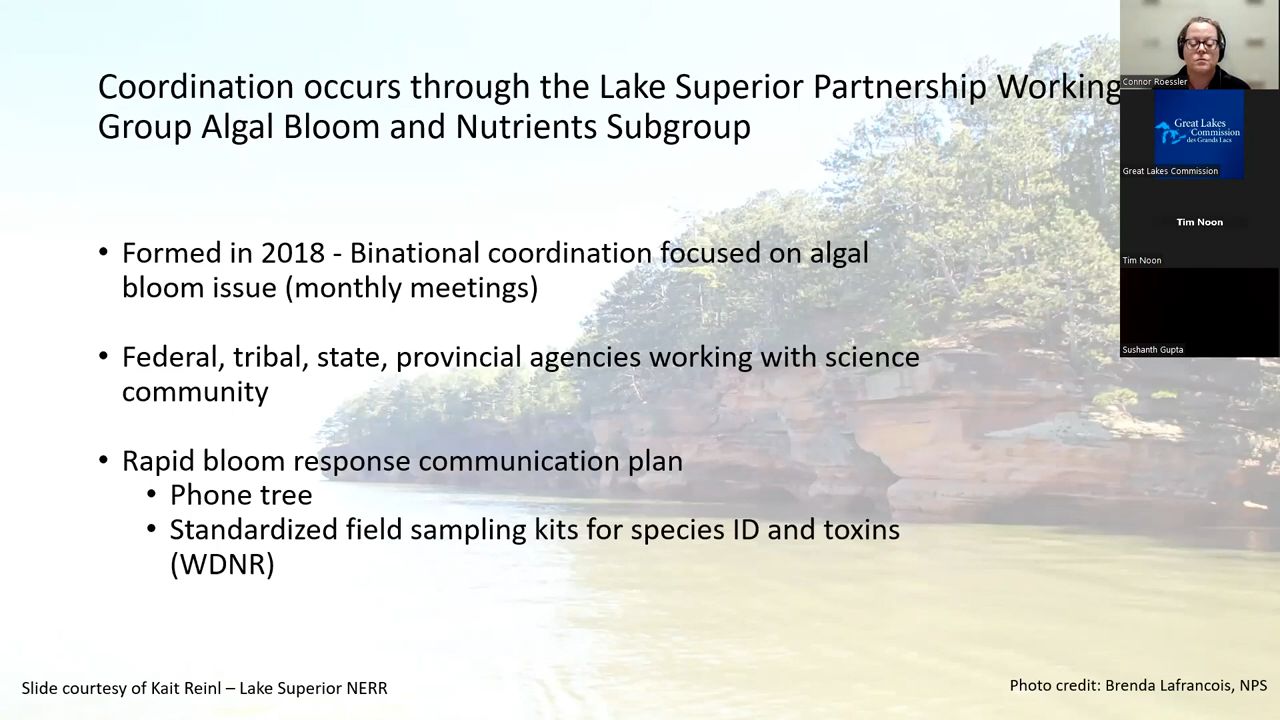 Coordination occurs through the Lake Superior Partnership Working
Group Algal Bloom and Nutrients Subgroup
• Formed in 2018 - Binational coordination focused on algal
bloom issue (monthly meetings)
• Federal, tribal, state, provincial agencies working with science
community
• Rapid bloom response communication plan
• Phone tree
• Standardized field sampling kits for species ID and toxins
(WDNR)
Slide courtesy of Kait Reinl – Lake Superior NERR
Photo credit: Brenda Lafrancois, NPS
Connor Roessler
Great Lakes
Commission
des Grands Lacs
Great Lakes Commission
Tim Noon
Tim Noon
Sushanth Gupta